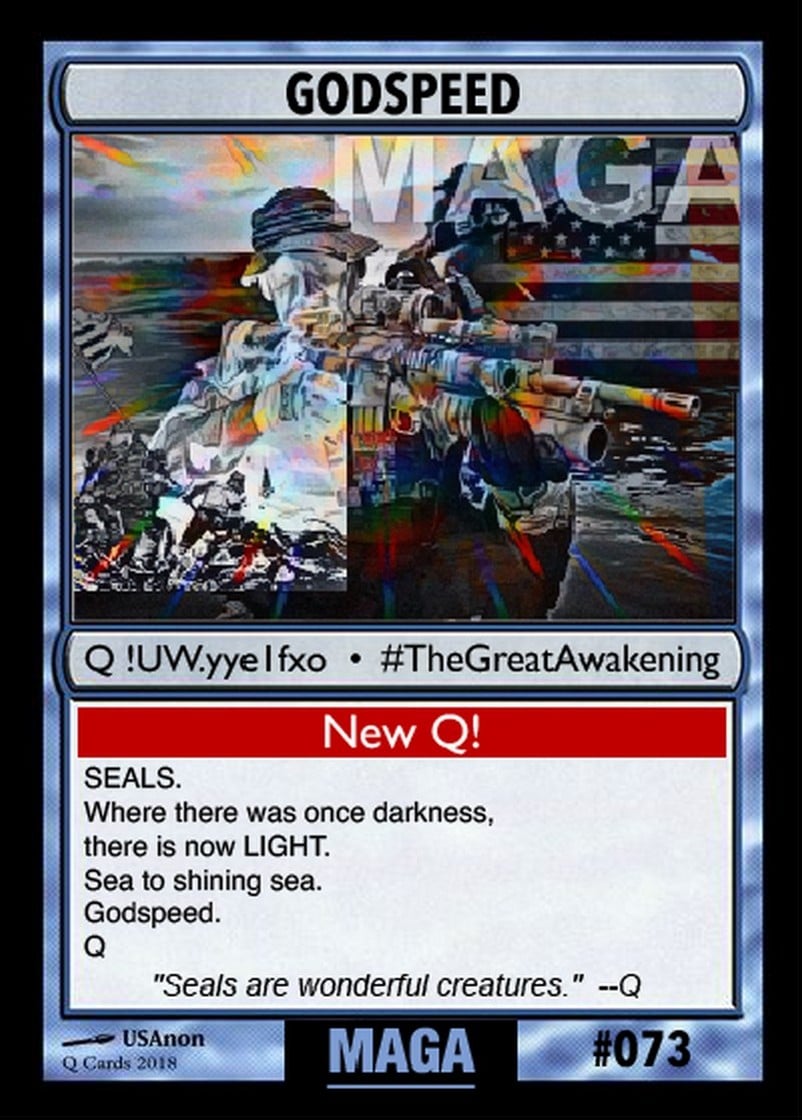 GODSPEED
MAGA
Q !UW.yye1fxo • #TheGreatAwakening
New Q!
SEALS.
Where there was once darkness,
there is now LIGHT.
Sea to shining sea.
Godspeed.
Q
"Seals are wonderful creatures." --Q
USAnon
Q Cards 2018
MAGA
#073